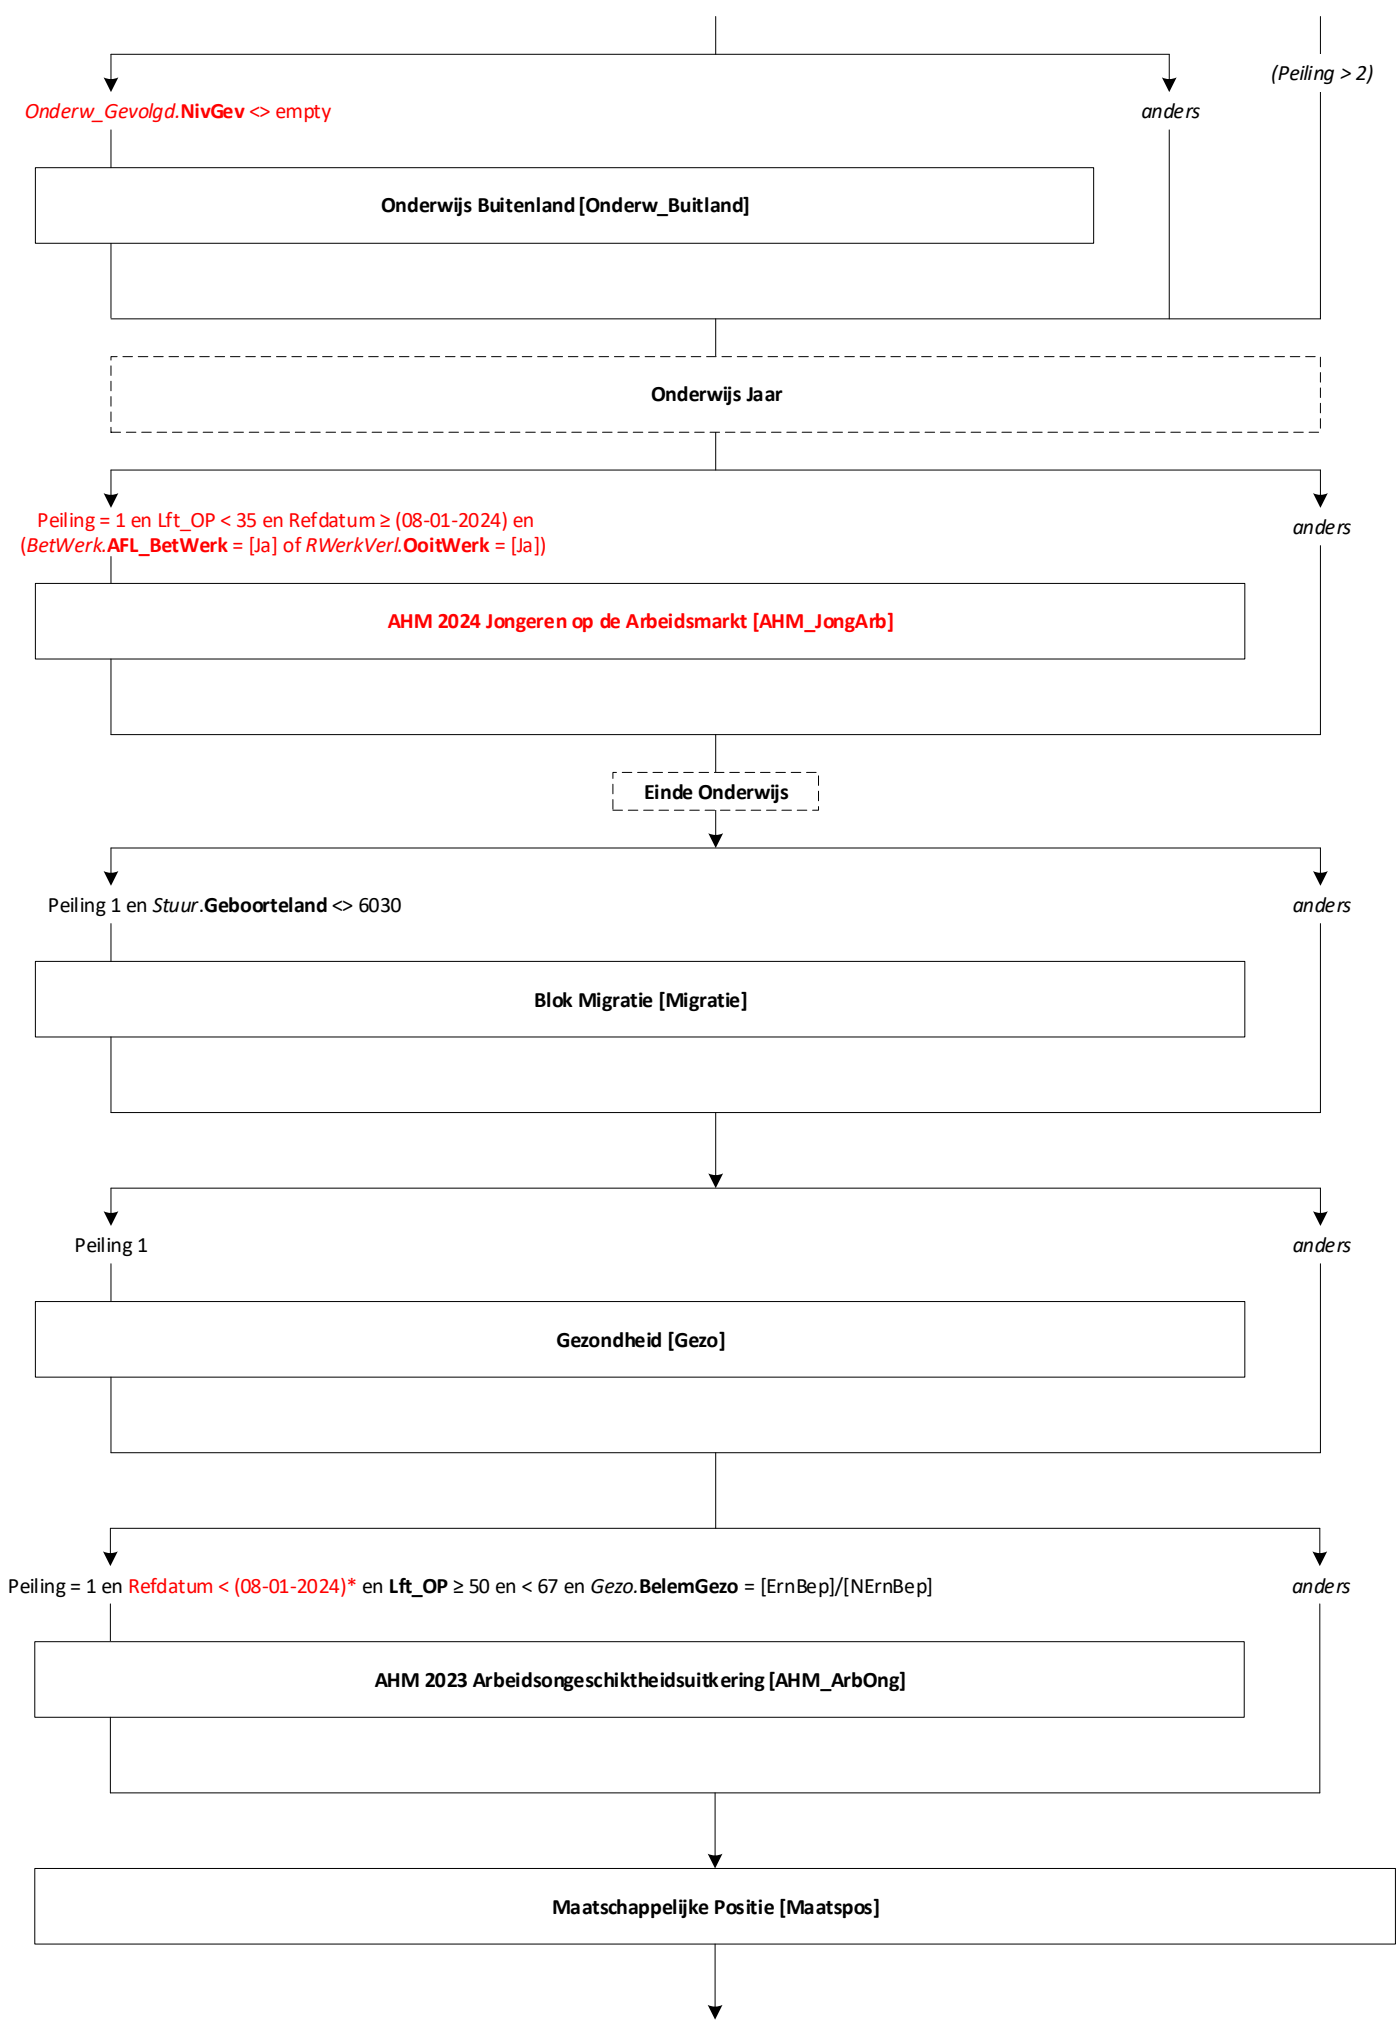 (Peiling > 2)
Onderw_Gevolgd.NivGev <> empty
anders
Onderwijs Buitenland [Onderw_Buitland]
Onderwijs Jaar
Peiling = 1 en Lft_OP < 35 en Refdatum ≥ (08-01-2024) en
(BetWerk.AFL_BetWerk = [Ja] of RWerkVerl.OoitWerk = [Ja])
anders
AHM 2024 Jongeren op de Arbeidsmarkt [AHM_JongArb]
Einde Onderwijs
Peiling 1 en Stuur.Geboorteland <> 6030
anders
Blok Migratie [Migratie]
Peiling 1
anders
Gezondheid [Gezo]
Peiling = 1 en Refdatum < (08-01-2024)* en Lft_OP ≥ 50 en < 67 en Gezo.BelemGezo = [ErnBep]/[NErnBep]
anders
AHM 2023 Arbeidsongeschiktheidsuitkering [AHM_ArbOng]
Maatschappelijke Positie [Maatspos]